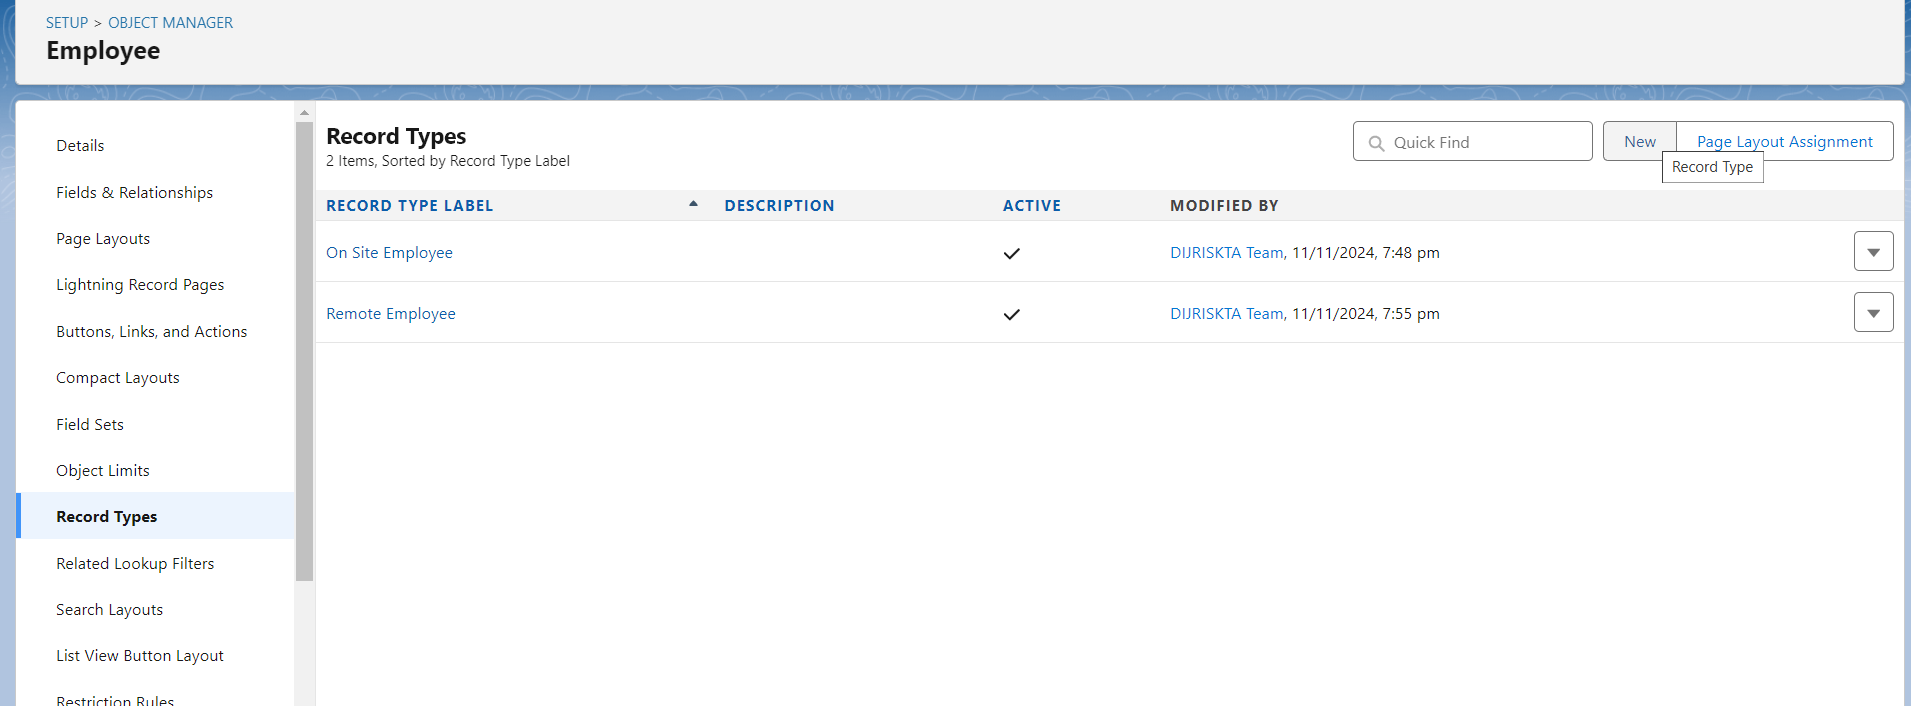 SETUP > OBJECT MANAGER
Employee
Details
Fields & Relationships
Page Layouts
Lightning Record Pages
Buttons, Links, and Actions
Compact Layouts
Field Sets
Object Limits
Record Types
Related Lookup Filters
Search Layouts
List View Button Layout
Restriction Rules
Record Types
2 Items, Sorted by Record Type Label
Quick Find
New
Page Layout Assignment
Record Type
RECORD TYPE LABEL DESCRIPTION ACTIVE MODIFIED BY
On Site Employee DIJRISKTA Team, 11/11/2024, 7:48 pm
Remote Employee DIJRISKTA Team, 11/11/2024, 7:55 pm